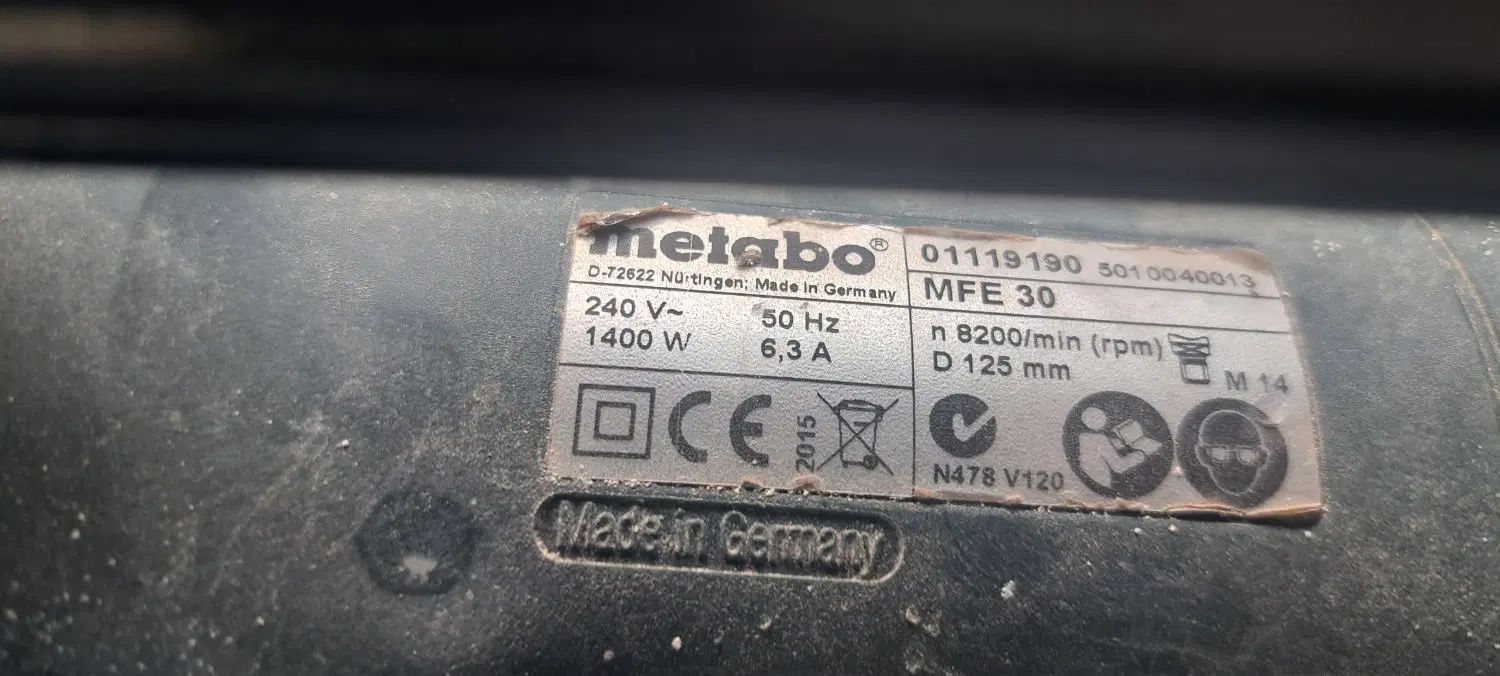 metabo®
D-72622 Nürtingen; Made in Germany
240 V~ 50 Hz
1400 W 6,3 A
CE
2015
01119190 5010040013
MFE 30
n 8200/min (rpm)
D 125 mm
M 14
N478 V120
Made in Germany